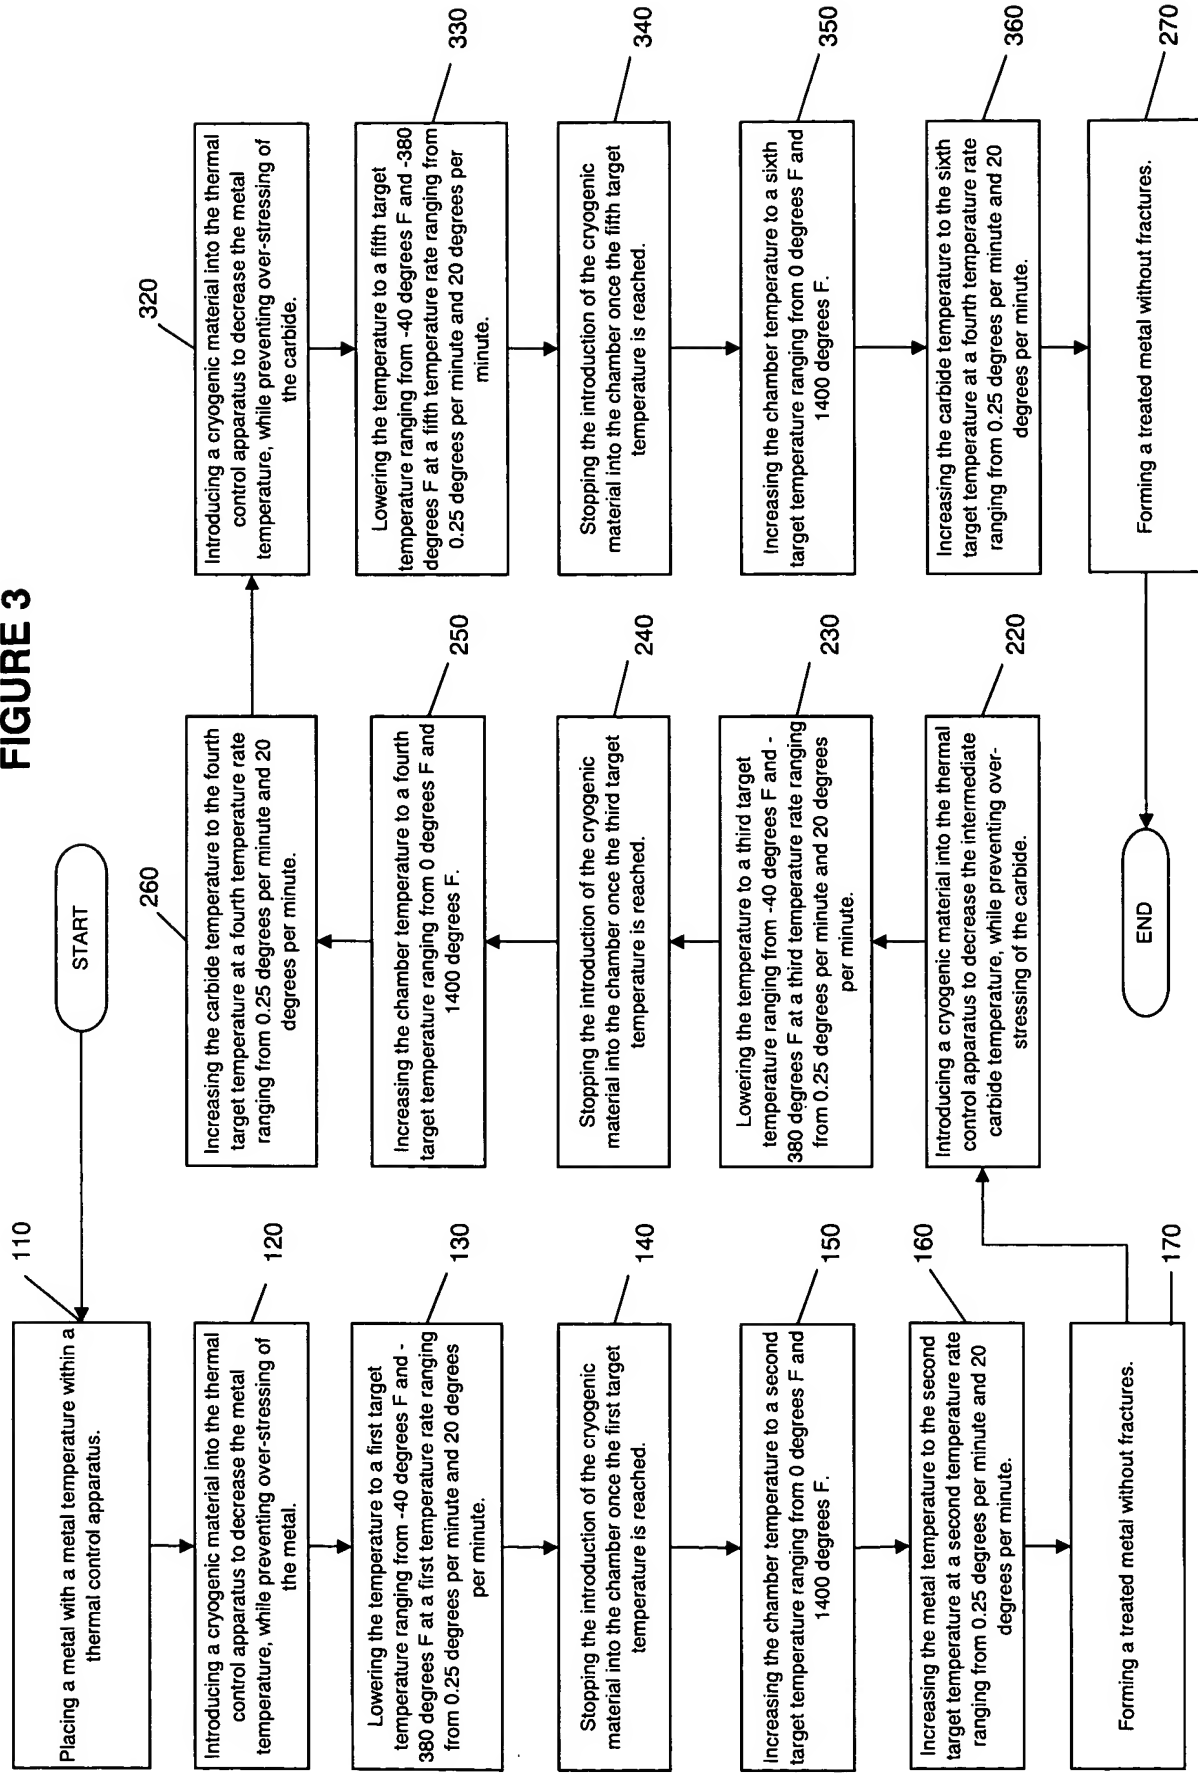 FIGURE 3
START
110
Placing a metal with a metal temperature within a
thermal control apparatus.
120
Introducing a cryogenic material into the thermal
control apparatus to decrease the metal
temperature, while preventing over-stressing of
the metal.
130
Lowering the temperature to a first target
temperature ranging from -40 degrees F and -
380 degrees F at a first temperature rate ranging
from 0.25 degrees per minute and 20 degrees
per minute.
140
Stopping the introduction of the cryogenic
material into the chamber once the first target
temperature is reached.
150
Increasing the chamber temperature to a second
target temperature ranging from 0 degrees F and
1400 degrees F.
160
Increasing the metal temperature to the second
target temperature at a second temperature rate
ranging from 0.25 degrees per minute and 20
degrees per minute.
170
Forming a treated metal without fractures.
220
Introducing a cryogenic material into the thermal
control apparatus to decrease the intermediate
carbide temperature, while preventing over-
stressing of the carbide.
230
Lowering the temperature to a third target
temperature ranging from -40 degrees F and -
380 degrees F at a third temperature rate ranging
from 0.25 degrees per minute and 20 degrees
per minute.
240
Stopping the introduction of the cryogenic
material into the chamber once the third target
temperature is reached.
250
Increasing the chamber temperature to a fourth
target temperature ranging from 0 degrees F and
1400 degrees F.
260
Increasing the carbide temperature to the fourth
target temperature at a fourth temperature rate
ranging from 0.25 degrees per minute and 20
degrees per minute.
320
Introducing a cryogenic material into the thermal
control apparatus to decrease the metal
temperature, while preventing over-stressing of
the carbide.
330
Lowering the temperature to a fifth target
temperature ranging from -40 degrees F and -380
degrees F at a fifth temperature rate ranging from
0.25 degrees per minute and 20 degrees per
minute.
340
Stopping the introduction of the cryogenic
material into the chamber once the fifth target
temperature is reached.
350
Increasing the chamber temperature to a sixth
target temperature ranging from 0 degrees F and
1400 degrees F.
360
Increasing the carbide temperature to the sixth
target temperature at a fourth temperature rate
ranging from 0.25 degrees per minute and 20
degrees per minute.
270
Forming a treated metal without fractures.
END